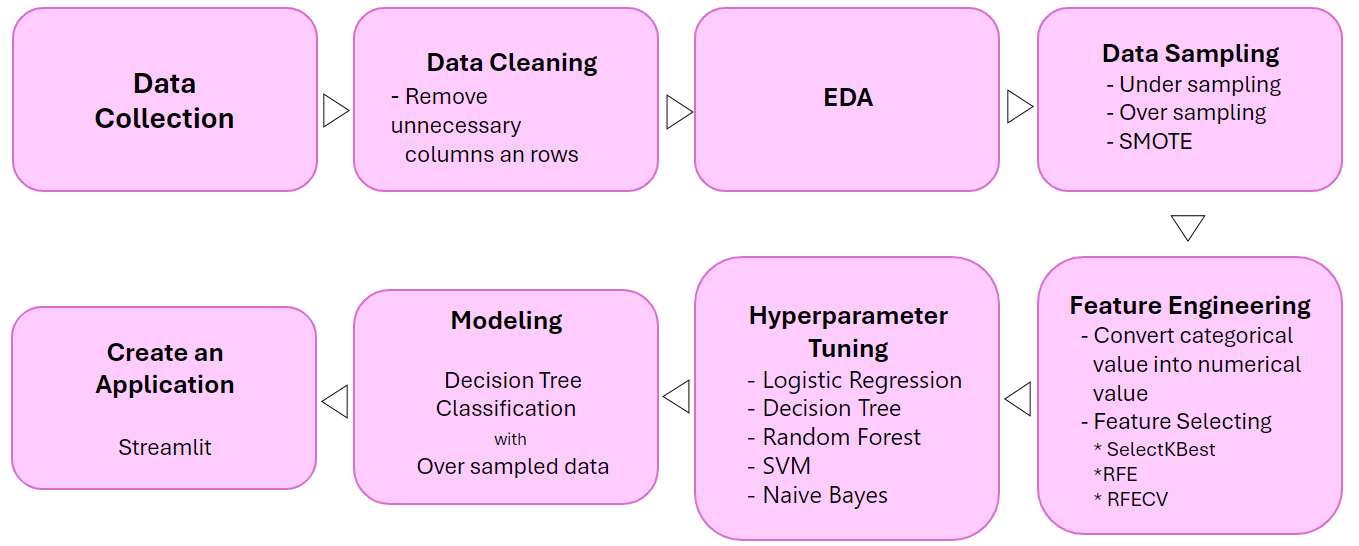 Data
Collection
Data Cleaning
- Remove
unnecessary
columns an rows
EDA
Data Sampling
- Under sampling
- Over sampling
- SMOTE
Feature Engineering
- Convert categorical
value into numerical
value
- Feature Selecting
* SelectKBest
*RFE
* RFECV
Hyperparameter
Tuning
- Logistic Regression
- Decision Tree
- Random Forest
- SVM
- Naive Bayes
Modeling
Decision Tree
Classification
with
Over sampled data
Create an
Application
Streamlit